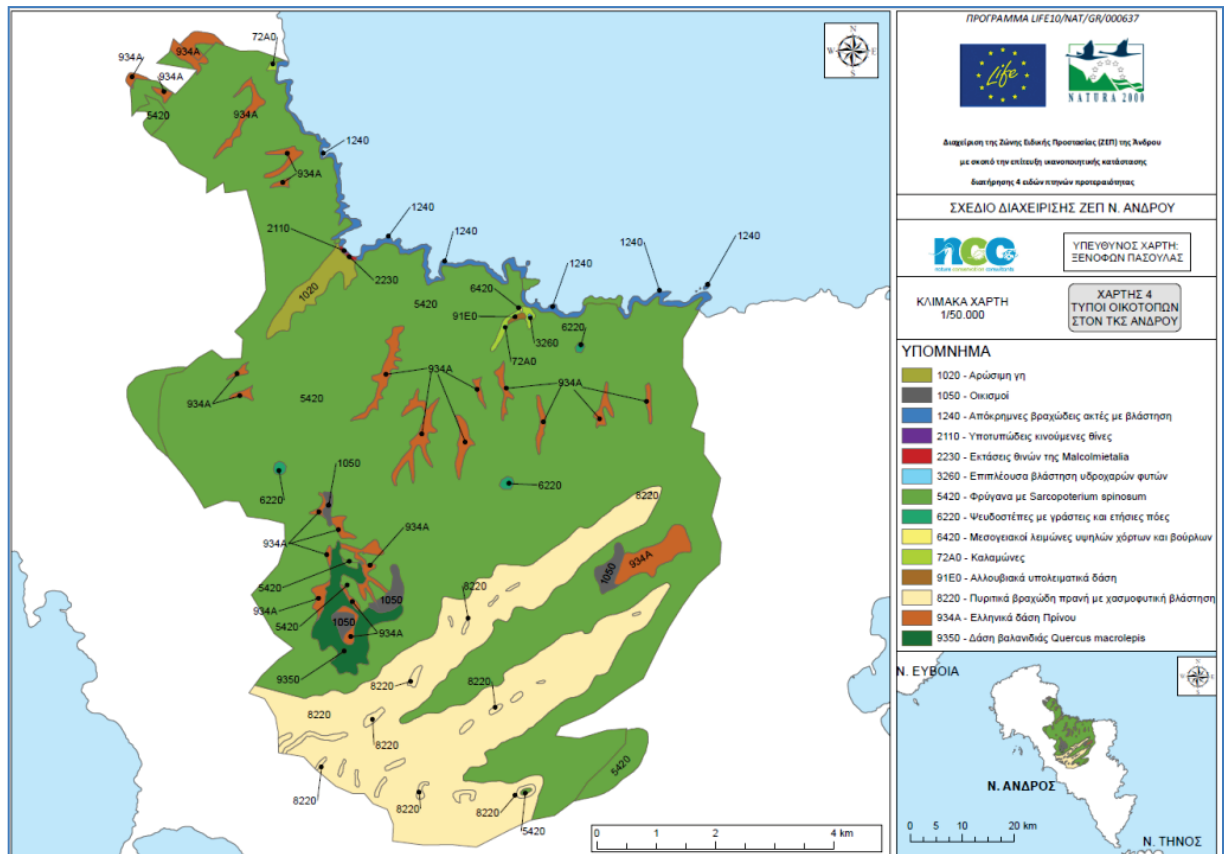 ΠΡΟΓΡΑΜΜΑ LIFE10/NAT/GR/000637
Life
NATURA 2000
Διαχείριση της Ζώνης Ειδικής Προστασίας (ΖΕΠ) της Άνδρου
με σκοπό την επίτευξη ικανοποιητικής κατάστασης
διατήρησης 4 ειδών πτηνών προτεραιότητας
ΣΧΕΔΙΟ ΔΙΑΧΕΙΡΙΣΗΣ ΖΕΠ Ν. ΑΝΔΡΟΥ
ncc
nature conservation consultants
ΥΠΕΥΘΥΝΟΣ ΧΑΡΤΗ:
ΞΕΝΟΦΩΝ ΠΑΣΟΥΛΑΣ
ΚΛΙΜΑΚΑ ΧΑΡΤΗ
1/50.000
ΧΑΡΤΗΣ 4
ΤΥΠΟΙ ΟΙΚΟΤΟΠΩΝ
ΣΤΟΝ ΤΚΣ ΑΝΔΡΟΥ
ΥΠΟΜΝΗΜΑ
1020 - Αρώσιμη γη
1050 - Οικισμοί
1240 - Απόκρημνες βραχώδεις ακτές με βλάστηση
2110 - Υποτυπώδεις κινούμενες θίνες
2230 - Εκτάσεις θινών της Malcolmietalia
3260 - Επιπλέουσα βλάστηση υδροχαρών φυτών
5420 - Φρύγανα με Sarcopoterium spinosum
6220 - Ψευδοστέπες με γράστεις και ετήσιες πόες
6420 - Μεσογειακοί λειμώνες υψηλών χόρτων και βούρλων
72A0 - Καλαμώνες
91E0 - Αλλουβιακά υπολειματικά δάση
8220 - Πυριτικά βραχώδη πρανή με χασμοφυτική βλάστηση
934A - Ελληνικά δάση Πρίνου
9350 - Δάση βαλανιδιάς Quercus macrolepis
N
W E
S
Ν. ΕΥΒΟΙΑ
Ν. ΑΝΔΡΟΣ
0 5 10 20 km
Ν. ΤΗΝΟΣ
N
W E
S
72A0
934A
934A
934A
5420
934A
1240
934A
1240
2110
1240
1240
1240
2230
1020
6420
5420
91E0
6220
3260
72A0
934A
934A
934A
5420
1050
6220
6220
8220
934A
934A
5420
1050
934A
8220
1050
934A
5420
1050
934A
9350
8220
8220
8220
8220
5420
8220
8220
8220
5420
0 1 2 4 km